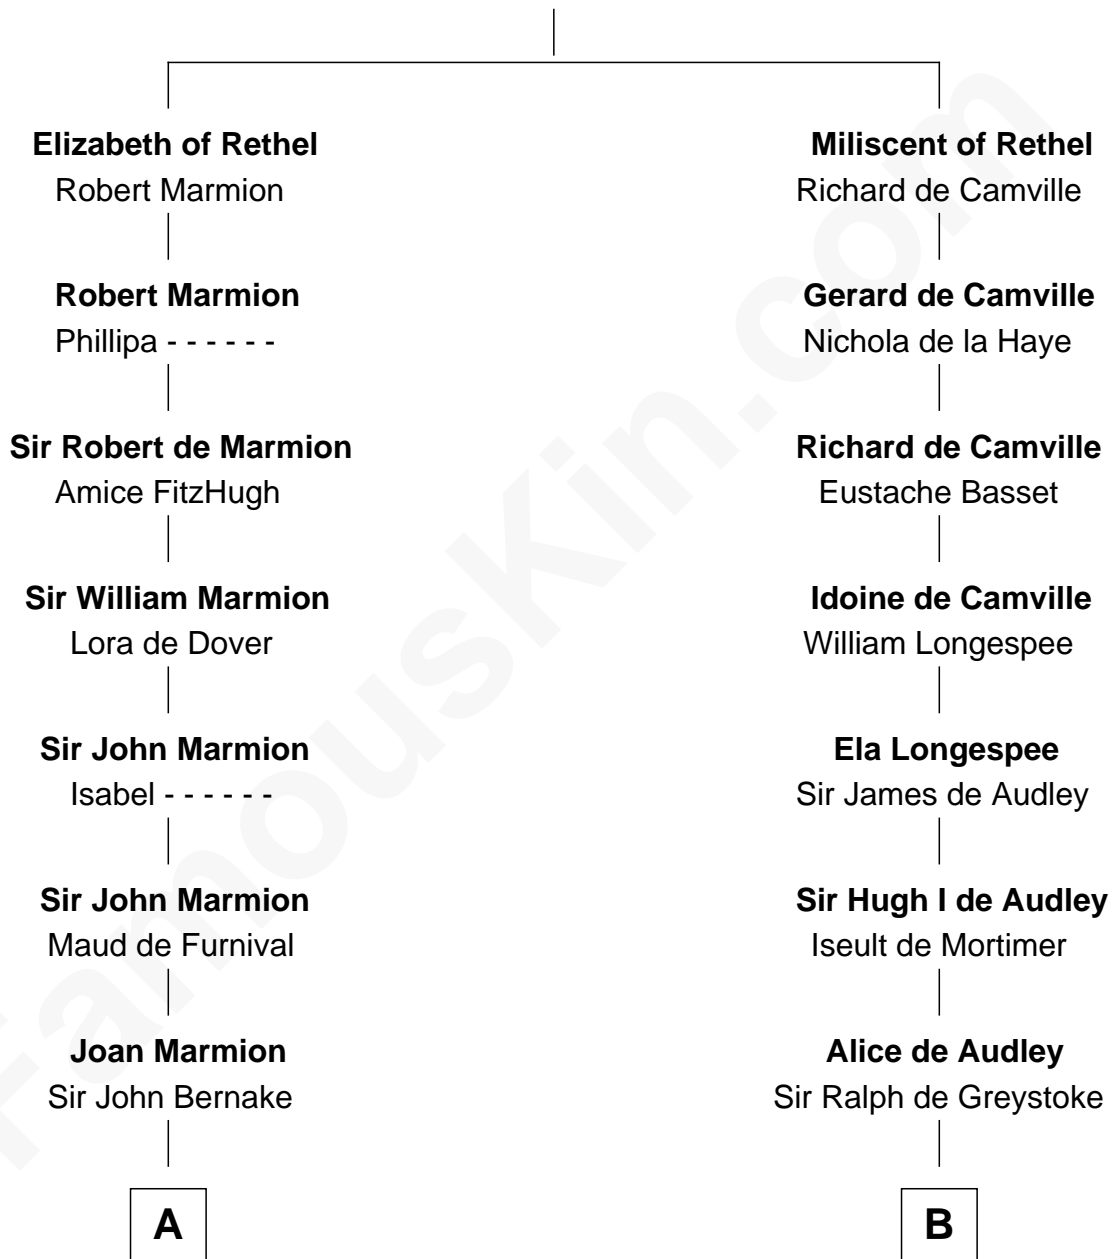 Elizabeth of Rethel
Robert Marmion
Robert Marmion
Phillipa - - - - - -
Sir Robert de Marmion
Amice FitzHugh
Sir William Marmion
Lora de Dover
Sir John Marmion
Isabel - - - - - -
Sir John Marmion
Maud de Furnival
Joan Marmion
Sir John Bernake
A
Miliscent of Rethel
Richard de Camville
Gerard de Camville
Nichola de la Haye
Richard de Camville
Eustache Basset
Idoine de Camville
William Longespee
Ela Longespee
Sir James de Audley
Sir Hugh I de Audley
Iseult de Mortimer
Alice de Audley
Sir Ralph de Greystoke
B
FamousKin.com